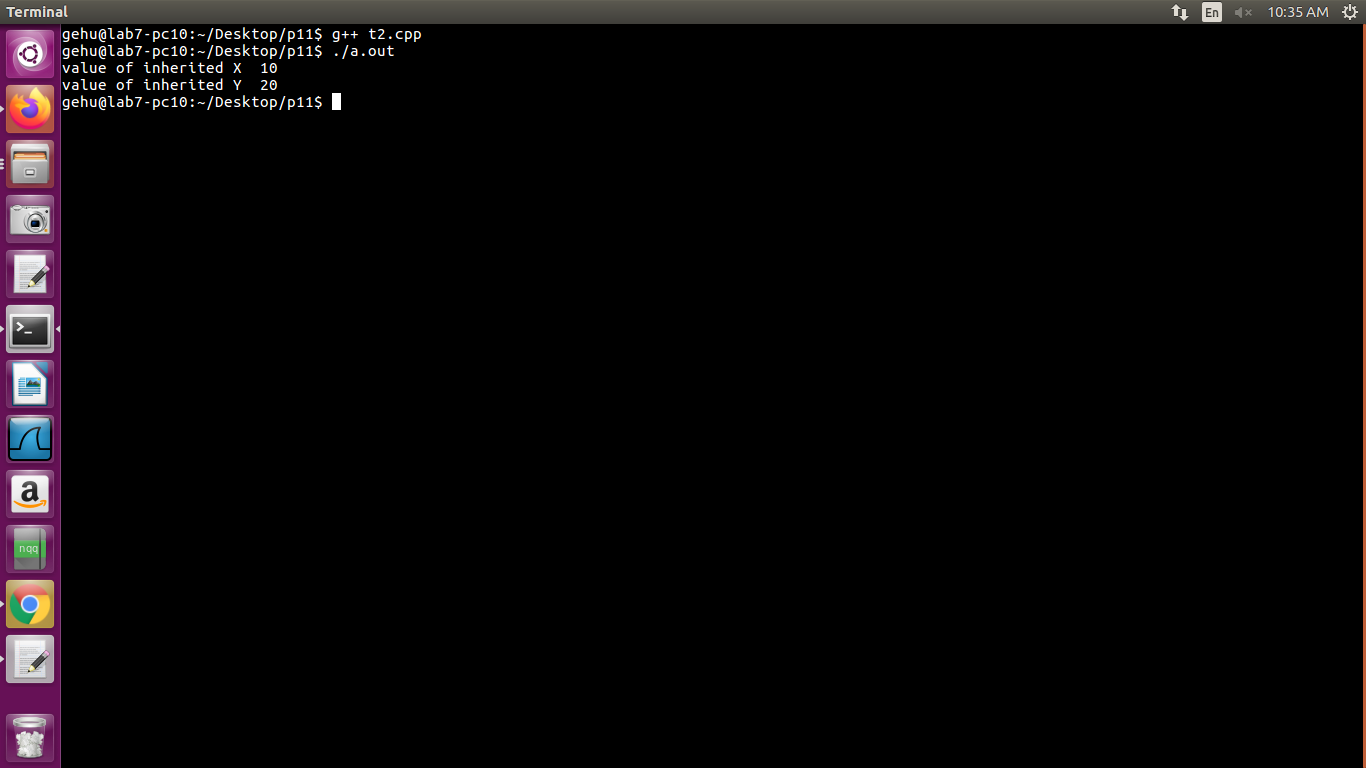 Terminal
En
10:35 AM
gehu@lab7-pc10:~/Desktop/p11$ g++ t2.cpp
gehu@lab7-pc10:~/Desktop/p11$ ./a.out
value of inherited X  10
value of inherited Y  20
gehu@lab7-pc10:~/Desktop/p11$
>_
a
nqq